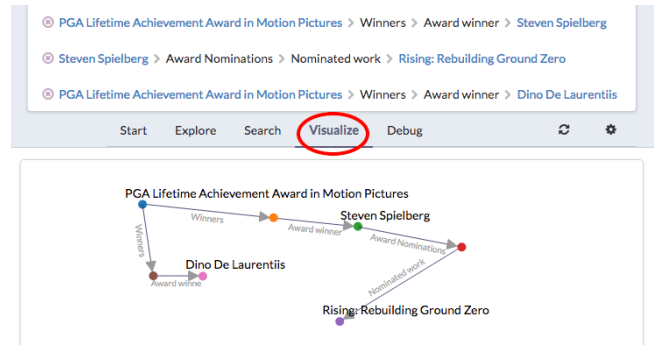 PGA Lifetime Achievement Award in Motion Pictures > Winners > Award winner > Steven Spielberg
Steven Spielberg > Award Nominations > Nominated work > Rising: Rebuilding Ground Zero
PGA Lifetime Achievement Award in Motion Pictures > Winners > Award winner > Dino De Laurentiis
Start Explore Search Visualize Debug
PGA Lifetime Achievement Award in Motion Pictures
Winners
Steven Spielberg
Award winner
Award Nominations
Winners
Dino De Laurentiis
Award winne
Nominated work
Rising: Rebuilding Ground Zero